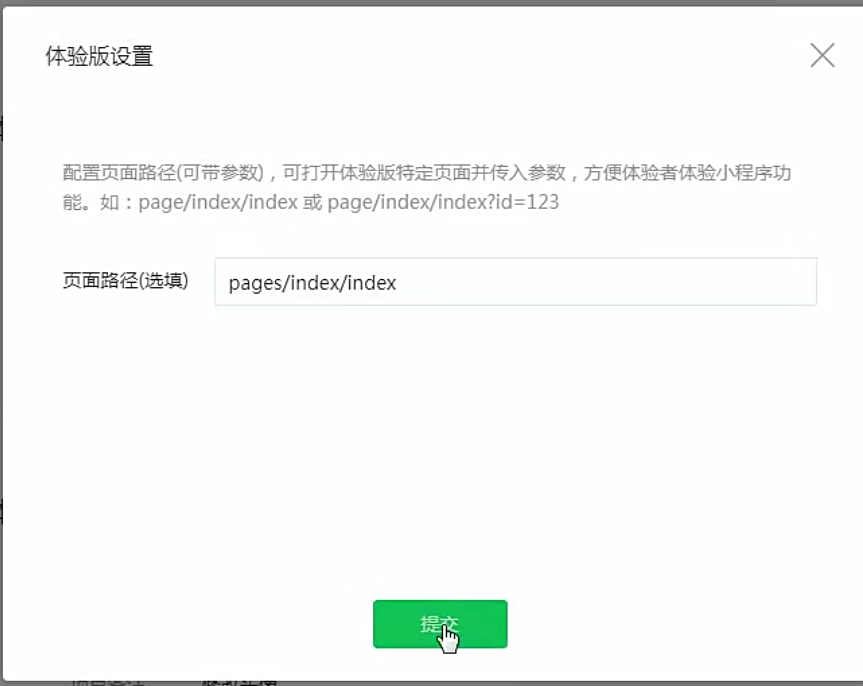 体验版设置
配置页面路径(可带参数)，可打开体验版特定页面并传入参数，方便体验者体验小程序功
能。如：page/index/index 或 page/index/index?id=123
页面路径(选填)
pages/index/index
提交